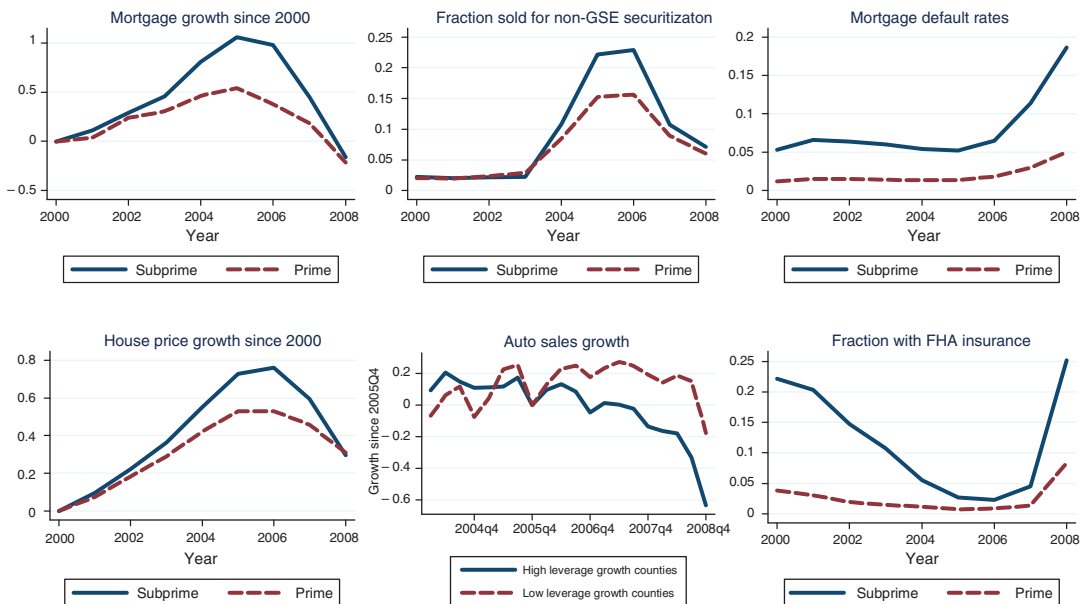 Mortgage growth since 2000
1
0.5
0
−0.5
2000 2002 2004 2006 2008
Year
Subprime Prime
Fraction sold for non-GSE securitizaton
0.25
0.2
0.15
0.1
0.05
0
2000 2002 2004 2006 2008
Year
Subprime Prime
Mortgage default rates
0.2
0.15
0.1
0.05
0
2000 2002 2004 2006 2008
Year
Subprime Prime
House price growth since 2000
0.8
0.6
0.4
0.2
0
2000 2002 2004 2006 2008
Year
Subprime Prime
Auto sales growth
Growth since 2005Q4
0.2
0
−0.2
−0.4
−0.6
2004q4 2005q4 2006q4 2007q4 2008q4
High leverage growth counties
Low leverage growth counties
Fraction with FHA insurance
0.25
0.2
0.15
0.1
0.05
0
2000 2002 2004 2006 2008
Year
Subprime Prime